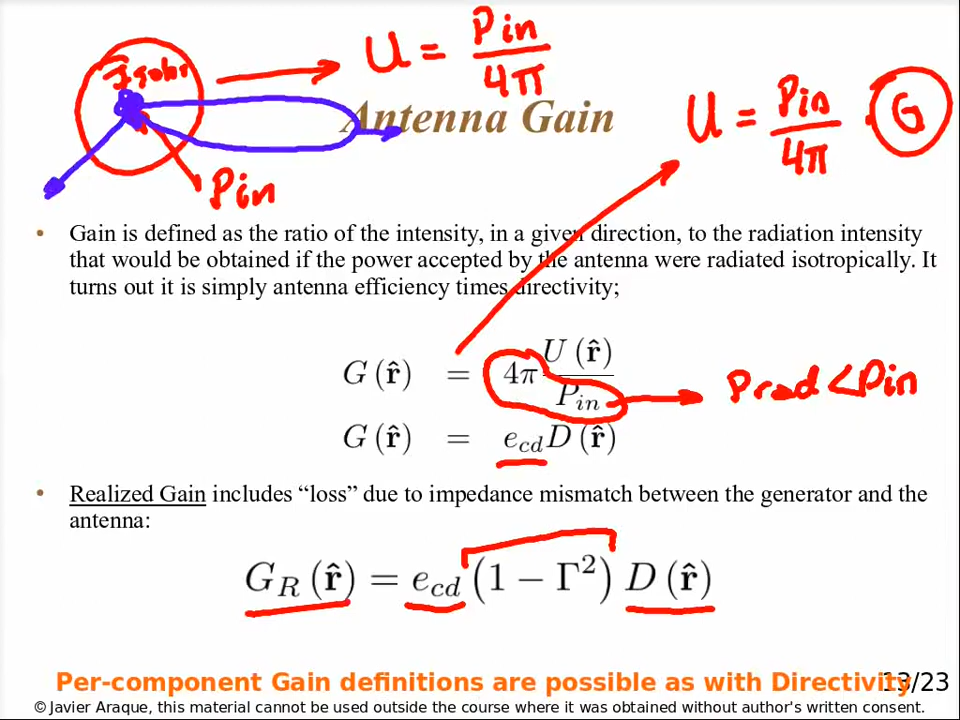 U = Pin/4π
Antenna Gain
U = Pin/4π · G
Pin
• Gain is defined as the ratio of the intensity, in a given direction, to the radiation intensity
that would be obtained if the power accepted by the antenna were radiated isotropically. It
turns out it is simply antenna efficiency times directivity;
G (r̂) = 4π U (r̂)/P_in
Prad < Pin
G (r̂) = e_cd D (r̂)
• Realized Gain includes “loss” due to impedance mismatch between the generator and the
antenna:
G_R (r̂) = e_cd (1 − Γ²) D (r̂)
Per-component Gain definitions are possible as with Directivity
13/23
© Javier Araque, this material cannot be used outside the course where it was obtained without author's written consent.